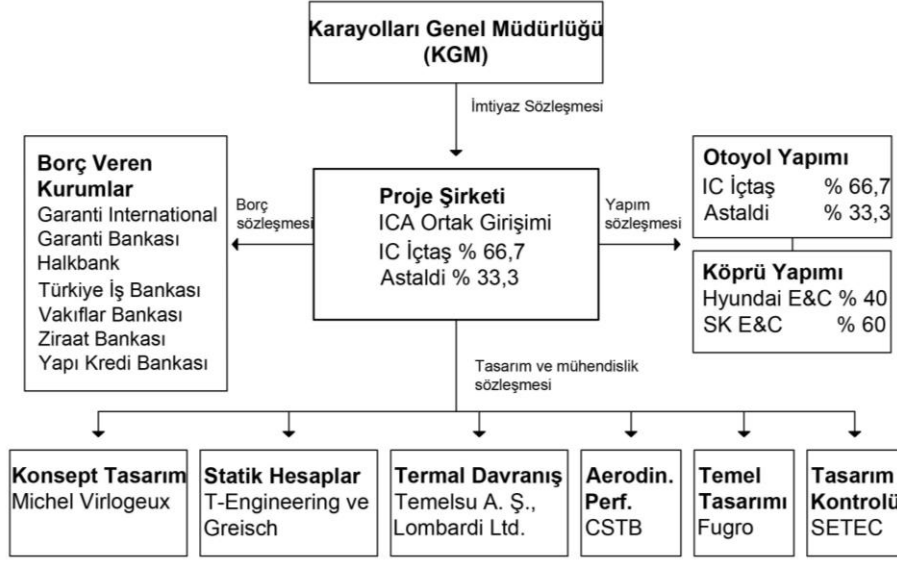 Karayolları Genel Müdürlüğü
(KGM)
İmtiyaz Sözleşmesi
Borç Veren
Kurumlar
Garanti International
Garanti Bankası
Halkbank
Türkiye İş Bankası
Vakıflar Bankası
Ziraat Bankası
Yapı Kredi Bankası
Borç
sözleşmesi
Proje Şirketi
ICA Ortak Girişimi
IC İçtaş % 66,7
Astaldi % 33,3
Yapım
sözleşmesi
Otoyol Yapımı
IC İçtaş % 66,7
Astaldi % 33,3
Köprü Yapımı
Hyundai E&C % 40
SK E&C % 60
Tasarım ve mühendislik
sözleşmesi
Konsept Tasarım
Michel Virlogeux
Statik Hesaplar
T-Engineering ve
Greisch
Termal Davranış
Temelsu A. Ş.,
Lombardi Ltd.
Aerodin.
Perf.
CSTB
Temel
Tasarımı
Fugro
Tasarım
Kontrolü
SETEC